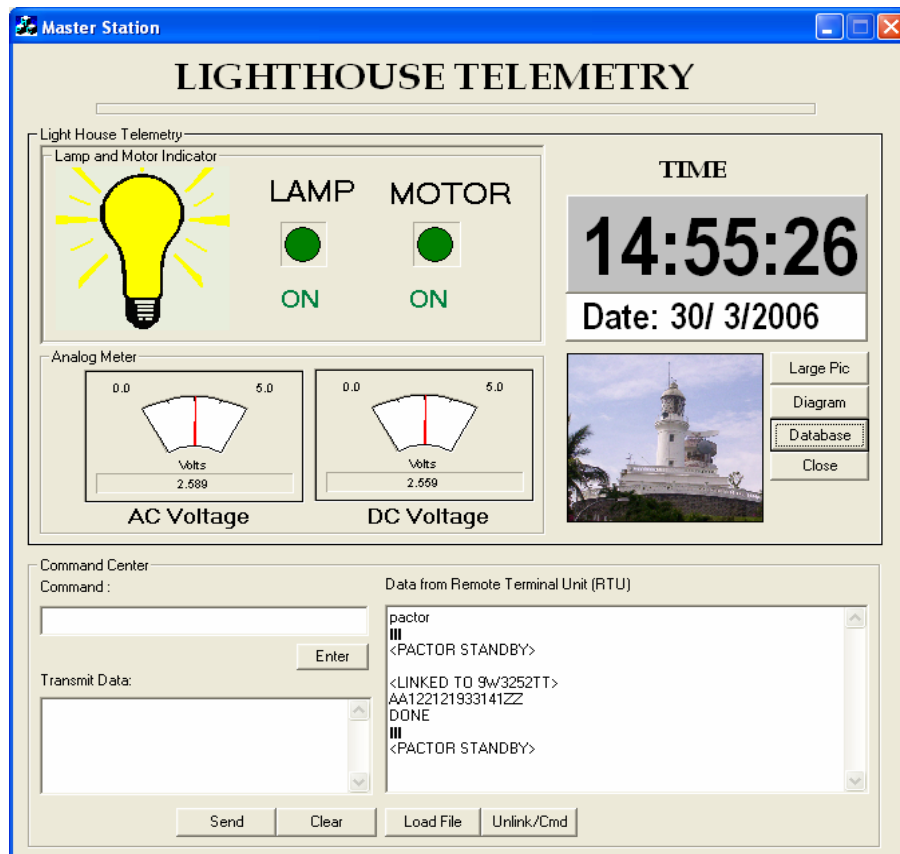 Master Station
LIGHTHOUSE TELEMETRY
Light House Telemetry
Lamp and Motor Indicator
LAMP MOTOR
ON ON
TIME
14:55:26
Date: 30/ 3/2006
Analog Meter
0.0 5.0
Volts
2.589
AC Voltage
0.0 5.0
Volts
2.559
DC Voltage
Large Pic
Diagram
Database
Close
Command Center
Command :
Enter
Transmit Data:
Data from Remote Terminal Unit (RTU)
pactor
<PACTOR STANDBY>
<LINKED TO 9W3252TT>
AA122121933141ZZ
DONE
<PACTOR STANDBY>
Send Clear Load File Unlink/Cmd